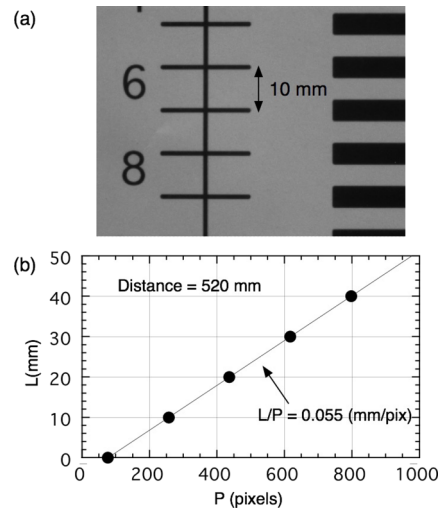 (a)
6
10 mm
8
(b)
50
40
30
20
10
0
L(mm)
Distance = 520 mm
L/P = 0.055 (mm/pix)
0 200 400 600 800 1000
P (pixels)